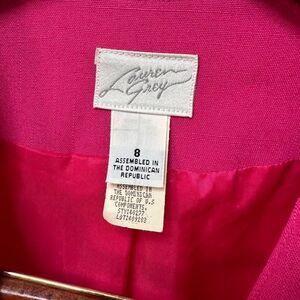 Lauren
Grey
8
ASSEMBLED IN
THE DOMINICAN
REPUBLIC
ASSEMBLED IN
THE DOMINICAN
REPUBLIC OF U.S
COMPONENTS.